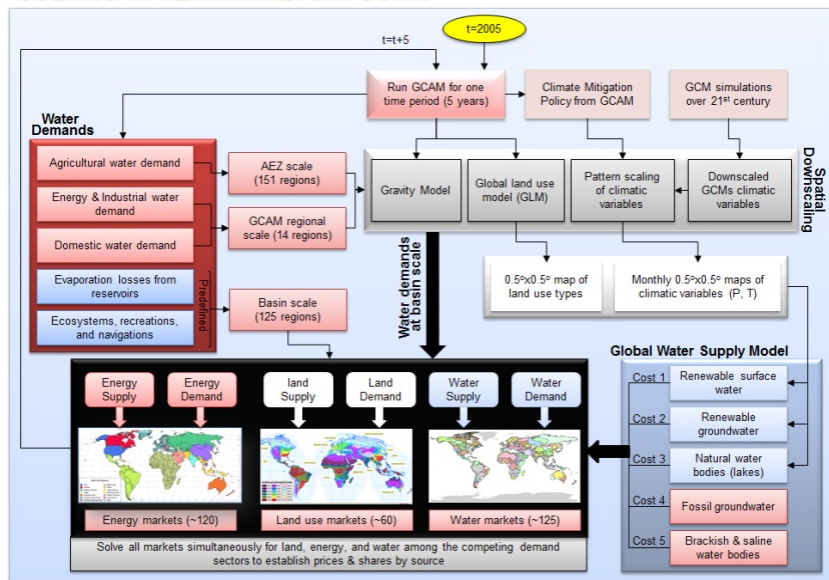 t=2005
t=t+5
Run GCAM for one
time period (5 years)
Climate Mitigation
Policy from GCAM
GCM simulations
over 21st century
Water
Demands
Agricultural water demand
Energy & Industrial water
demand
Domestic water demand
Evaporation losses from
reservoirs
Ecosystems, recreations,
and navigations
Predefined
AEZ scale
(151 regions)
GCAM regional
scale (14 regions)
Basin scale
(125 regions)
Gravity Model
Global land use
model (GLM)
Pattern scaling
of climatic
variables
Downscaled
GCMs climatic
variables
Spatial
Downscaling
Water demands
at basin scale
0.5ºx0.5º map of
land use types
Monthly 0.5ºx0.5º maps of
climatic variables (P, T)
Global Water Supply Model
Cost 1
Renewable surface
water
Cost 2
Renewable
groundwater
Cost 3
Natural water
bodies (lakes)
Cost 4
Fossil groundwater
Cost 5
Brackish & saline
water bodies
Energy
Supply
Energy
Demand
land
Supply
Land
Demand
Water
Supply
Water
Demand
Energy markets (~120)
Land use markets (~60)
Water markets (~125)
Solve all markets simultaneously for land, energy, and water among the competing demand
sectors to establish prices & shares by source